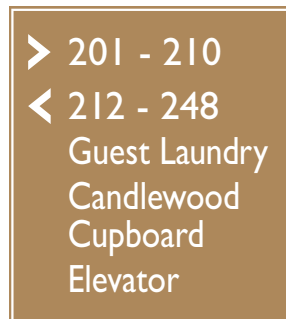 > 201 - 210
< 212 - 248
Guest Laundry
Candlewood
Cupboard
Elevator